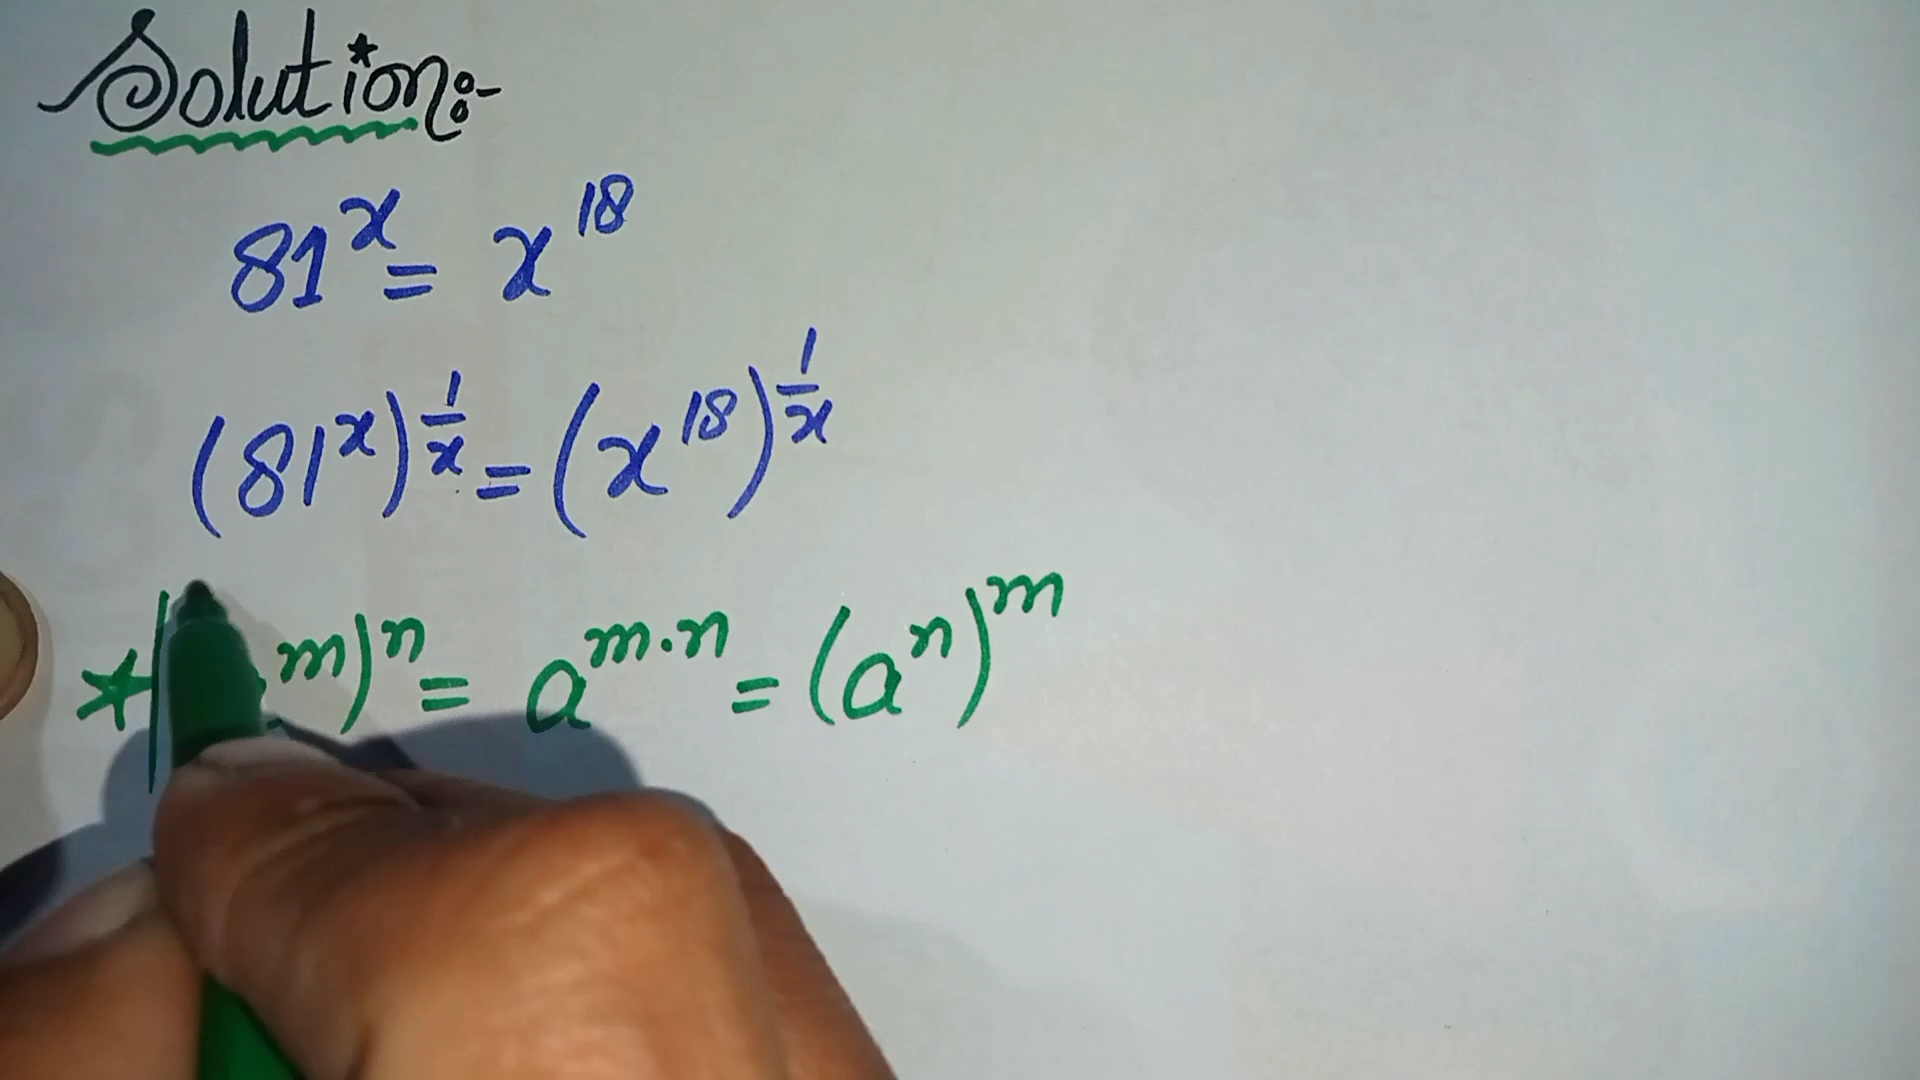 Solution:-
81^x = x^18
(81^x)^(1/x) = (x^18)^(1/x)
*| ^m)^n = a^(m·n) = (a^n)^m